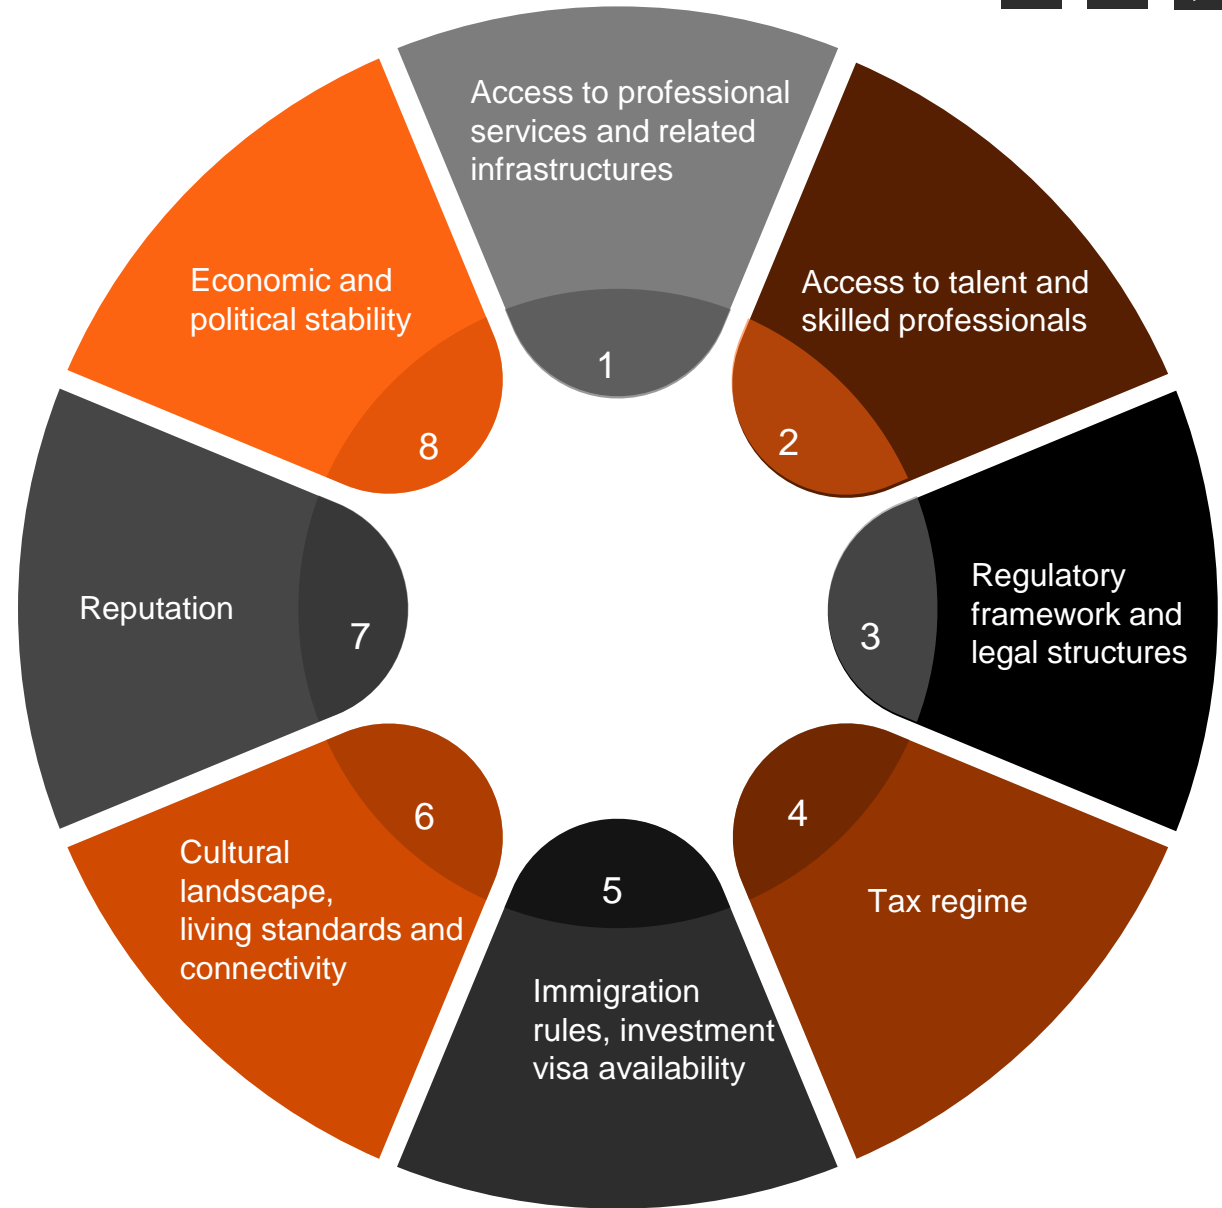 Access to professional
services and related
infrastructures
1
Access to talent and
skilled professionals
2
Regulatory
framework and
legal structures
3
Tax regime
4
Immigration
rules, investment
visa availability
5
Cultural
landscape,
living standards and
connectivity
6
Reputation
7
Economic and
political stability
8